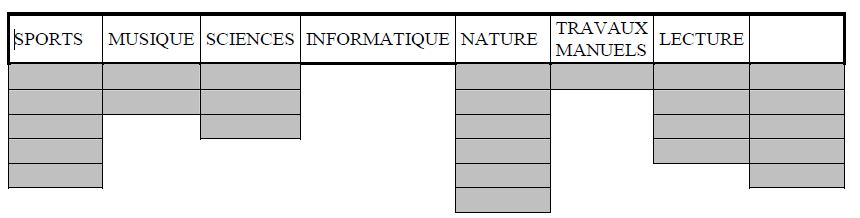 SPORTS MUSIQUE SCIENCES INFORMATIQUE NATURE TRAVAUX MANUELS LECTURE